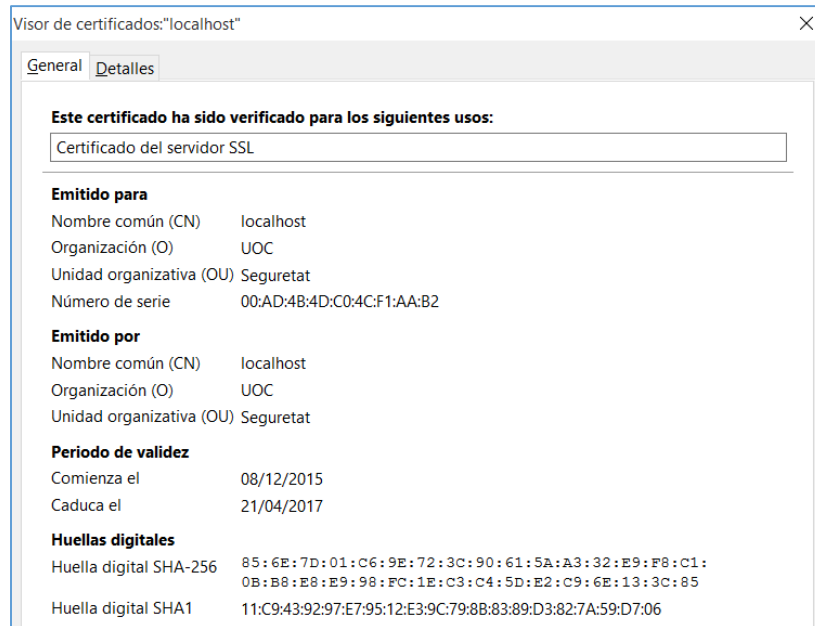 Visor de certificados:"localhost"
General Detalles
Este certificado ha sido verificado para los siguientes usos:
Certificado del servidor SSL
Emitido para
Nombre común (CN) localhost
Organización (O) UOC
Unidad organizativa (OU) Seguretat
Número de serie 00:AD:4B:4D:C0:4C:F1:AA:B2
Emitido por
Nombre común (CN) localhost
Organización (O) UOC
Unidad organizativa (OU) Seguretat
Periodo de validez
Comienza el 08/12/2015
Caduca el 21/04/2017
Huellas digitales
Huella digital SHA-256 85:6E:7D:01:C6:9E:72:3C:90:61:5A:A3:32:E9:F8:C1:
0B:B8:E8:E9:98:FC:1E:C3:C4:5D:E2:C9:6E:13:3C:85
Huella digital SHA1 11:C9:43:92:97:E7:95:12:E3:9C:79:8B:83:89:D3:82:7A:59:D7:06